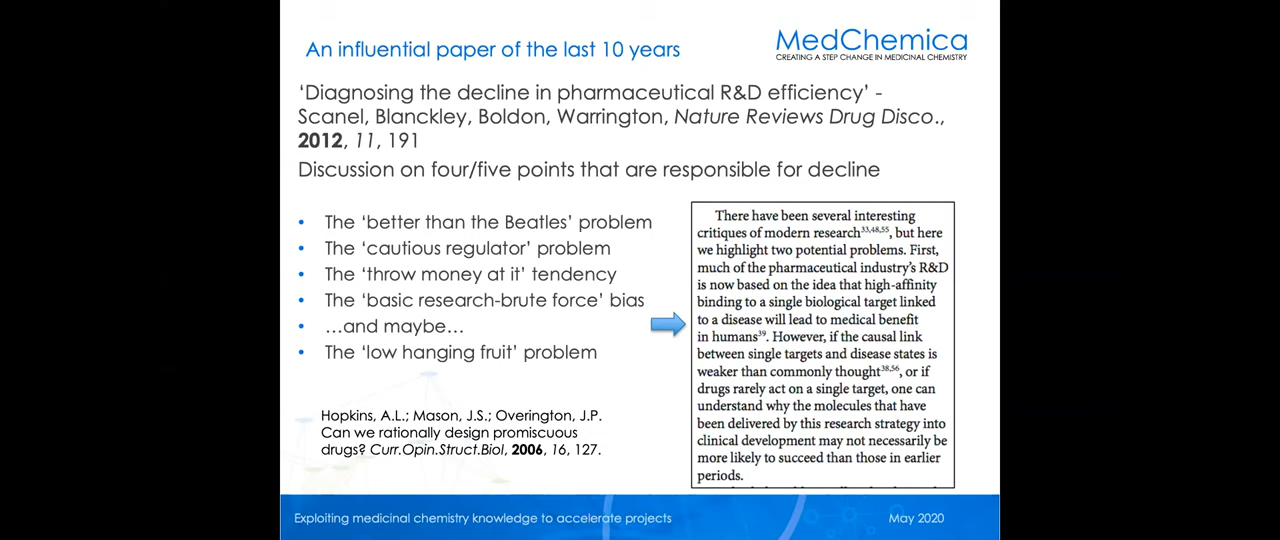 An influential paper of the last 10 years
MedChemica
CREATING A STEP CHANGE IN MEDICINAL CHEMISTRY
‘Diagnosing the decline in pharmaceutical R&D efficiency’ -
Scanel, Blanckley, Boldon, Warrington, Nature Reviews Drug Disco.,
2012, 11, 191
Discussion on four/five points that are responsible for decline
• The ‘better than the Beatles’ problem
• The ‘cautious regulator’ problem
• The ‘throw money at it’ tendency
• The ‘basic research-brute force’ bias
• …and maybe…
• The ‘low hanging fruit’ problem
Hopkins, A.L.; Mason, J.S.; Overington, J.P.
Can we rationally design promiscuous
drugs? Curr.Opin.Struct.Biol, 2006, 16, 127.
There have been several interesting
critiques of modern research33,48,55, but here
we highlight two potential problems. First,
much of the pharmaceutical industry’s R&D
is now based on the idea that high-affinity
binding to a single biological target linked
to a disease will lead to medical benefit
in humans39. However, if the causal link
between single targets and disease states is
weaker than commonly thought38,56, or if
drugs rarely act on a single target, one can
understand why the molecules that have
been delivered by this research strategy into
clinical development may not necessarily be
more likely to succeed than those in earlier
periods.
Exploiting medicinal chemistry knowledge to accelerate projects
May 2020